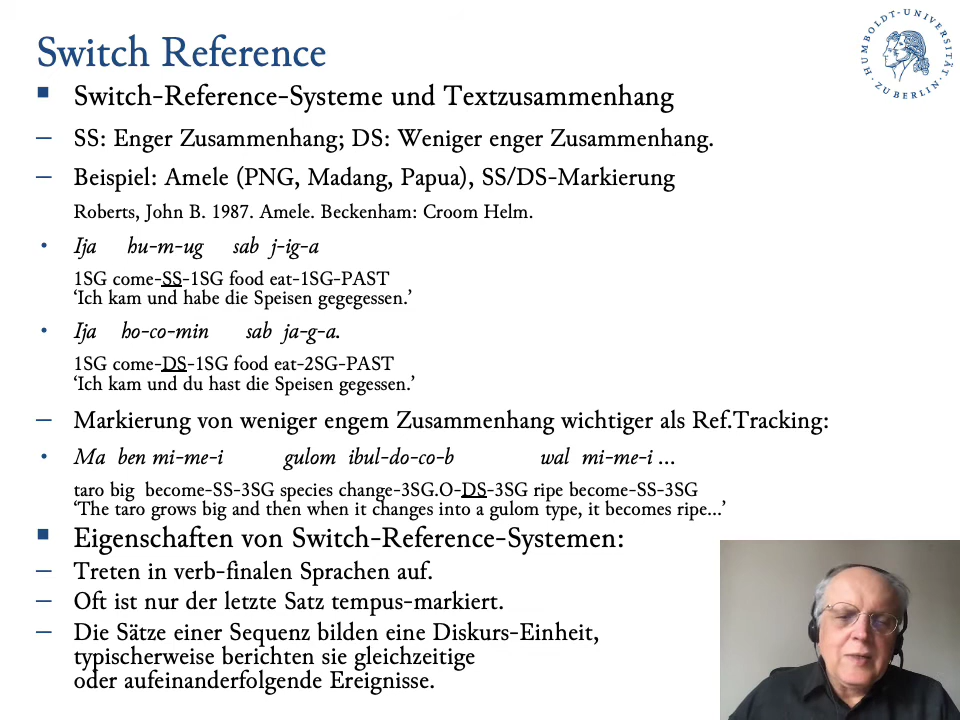 Switch Reference
HUMBOLDT-UNIVERSITÄT
ZU BERLIN
Switch-Reference-Systeme und Textzusammenhang
SS: Enger Zusammenhang; DS: Weniger enger Zusammenhang.
Beispiel: Amele (PNG, Madang, Papua), SS/DS-Markierung
Roberts, John B. 1987. Amele. Beckenham: Croom Helm.
Ija hu-m-ug sab j-ig-a
1SG come-SS-1SG food eat-1SG-PAST
‘Ich kam und habe die Speisen gegegessen.’
Ija ho-co-min sab ja-g-a.
1SG come-DS-1SG food eat-2SG-PAST
‘Ich kam und du hast die Speisen gegessen.’
Markierung von weniger engem Zusammenhang wichtiger als Ref.Tracking:
Ma ben mi-me-i gulom ibul-do-co-b wal mi-me-i ...
taro big become-SS-3SG species change-3SG.O-DS-3SG ripe become-SS-3SG
‘The taro grows big and then when it changes into a gulom type, it becomes ripe...’
Eigenschaften von Switch-Reference-Systemen:
Treten in verb-finalen Sprachen auf.
Oft ist nur der letzte Satz tempus-markiert.
Die Sätze einer Sequenz bilden eine Diskurs-Einheit,
typischerweise berichten sie gleichzeitige
oder aufeinanderfolgende Ereignisse.